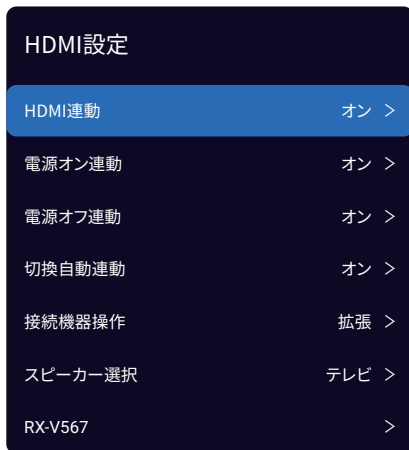 HDMI設定
HDMI連動 オン >
電源オン連動 オン >
電源オフ連動 オン >
切換自動連動 オン >
接続機器操作 拡張 >
スピーカー選択 テレビ >
RX-V567 >